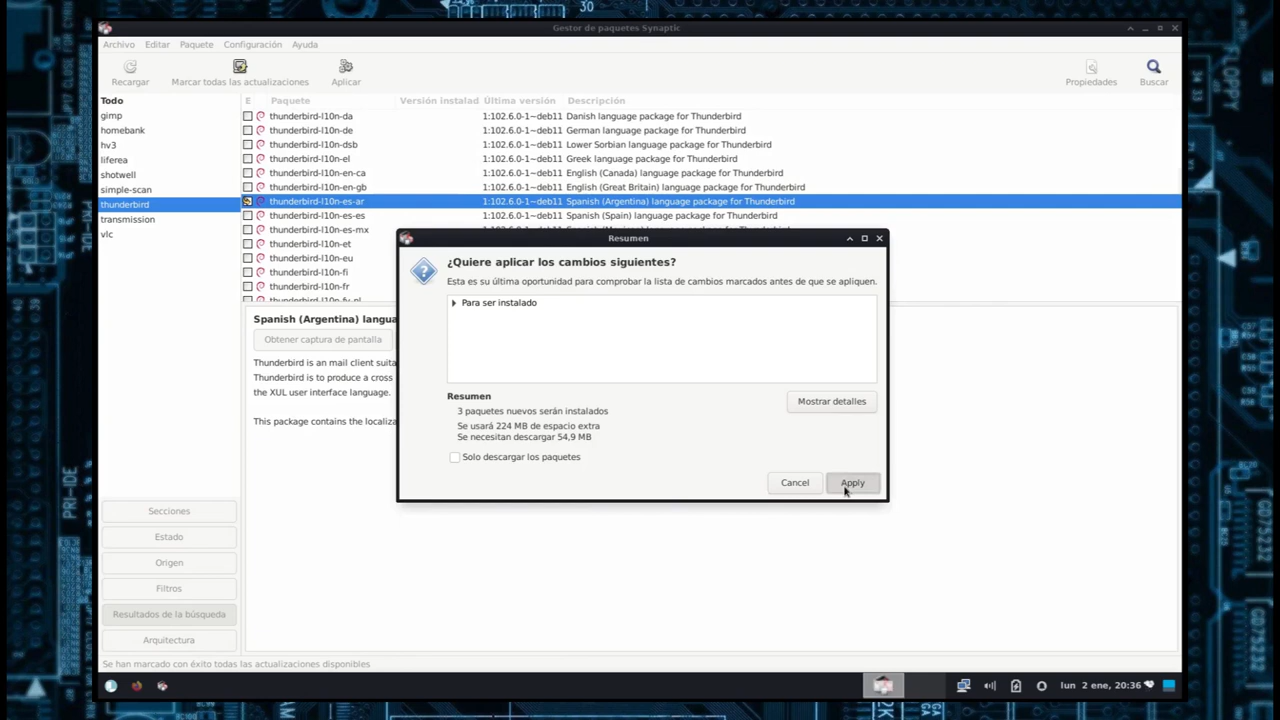 30
Gestor de paquetes Synaptic
Archivo Editar Paquete Configuración Ayuda
Recargar Marcar todas las actualizaciones Aplicar Propiedades Buscar
Todo
gimp
homebank
hv3
liferea
shotwell
simple-scan
thunderbird
transmission
vlc
E Paquete Versión instalad Última versión Descripción
thunderbird-l10n-da 1:102.6.0-1~deb11 Danish language package for Thunderbird
thunderbird-l10n-de 1:102.6.0-1~deb11 German language package for Thunderbird
thunderbird-l10n-dsb 1:102.6.0-1~deb11 Lower Sorbian language package for Thunderbird
thunderbird-l10n-el 1:102.6.0-1~deb11 Greek language package for Thunderbird
thunderbird-l10n-en-ca 1:102.6.0-1~deb11 English (Canada) language package for Thunderbird
thunderbird-l10n-en-gb 1:102.6.0-1~deb11 English (Great Britain) language package for Thunderbird
thunderbird-l10n-es-ar 1:102.6.0-1~deb11 Spanish (Argentina) language package for Thunderbird
thunderbird-l10n-es-es 1:102.6.0-1~deb11 Spanish (Spain) language package for Thunderbird
thunderbird-l10n-es-mx
thunderbird-l10n-et
thunderbird-l10n-eu
thunderbird-l10n-fi
thunderbird-l10n-fr
Spanish (Argentina) langua
Obtener captura de pantalla
Thunderbird is an mail client suita
Thunderbird is to produce a cross
the XUL user interface language.
This package contains the localiza
Resumen
¿Quiere aplicar los cambios siguientes?
Esta es su última oportunidad para comprobar la lista de cambios marcados antes de que se apliquen.
Para ser instalado
Resumen
Mostrar detalles
3 paquetes nuevos serán instalados
Se usará 224 MB de espacio extra
Se necesitan descargar 54,9 MB
Solo descargar los paquetes
Cancel Apply
Secciones
Estado
Origen
Filtros
Resultados de la búsqueda
Arquitectura
Se han marcado con éxito todas las actualizaciones disponibles
lun 2 ene, 20:36
PRI-IDE
FLOPPY
CD75232